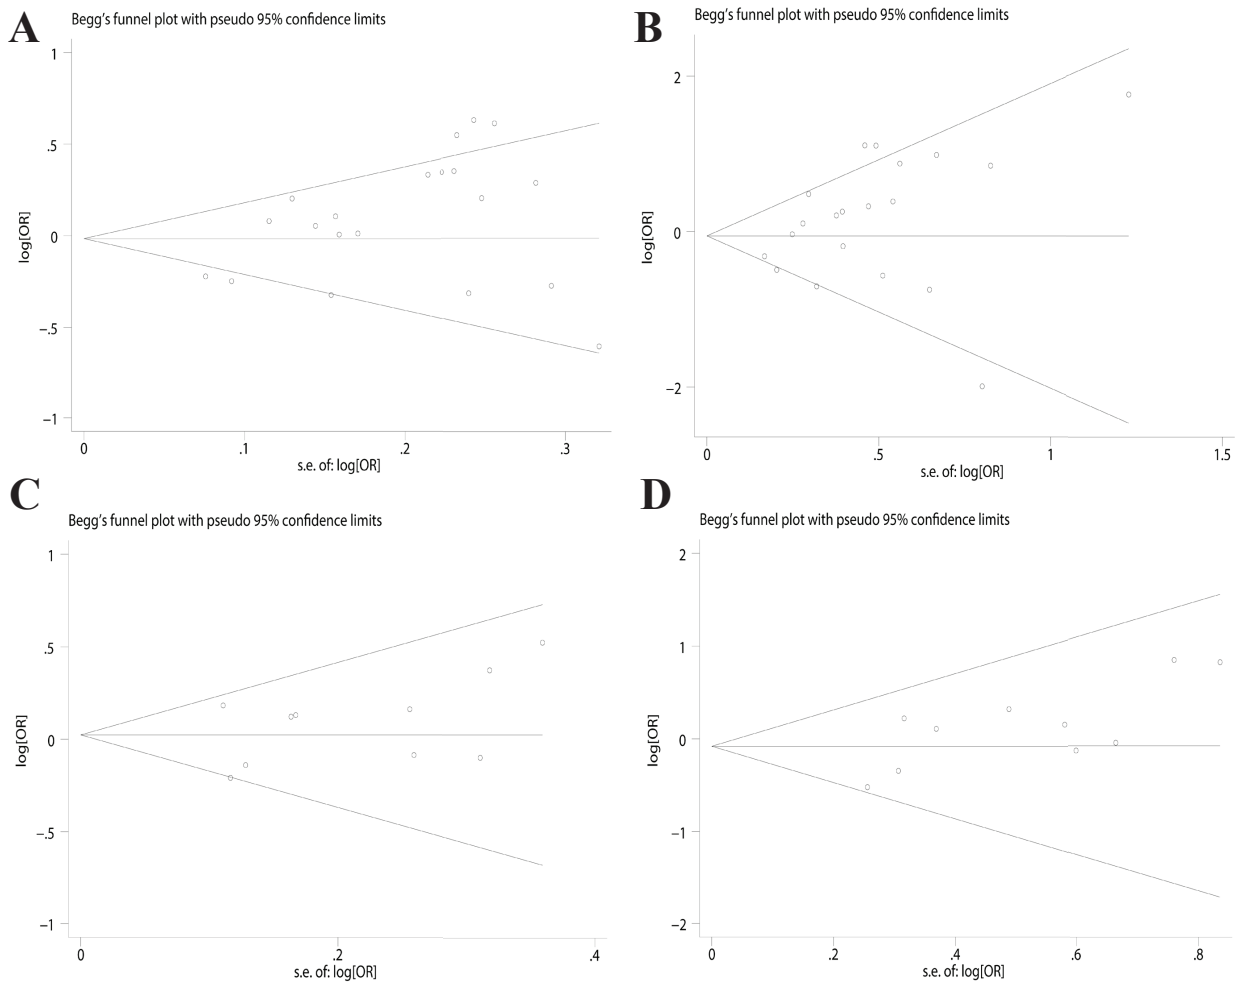 A
Begg's funnel plot with pseudo 95% confidence limits
1
.5
0
−.5
−1
log[OR]
0
.1
.2
.3
s.e. of: log[OR]
B
Begg's funnel plot with pseudo 95% confidence limits
2
0
−2
log[OR]
0
.5
1
1.5
s.e. of: log[OR]
C
Begg's funnel plot with pseudo 95% confidence limits
1
.5
0
−.5
−1
log[OR]
0
.2
.4
s.e. of: log[OR]
D
Begg's funnel plot with pseudo 95% confidence limits
2
1
0
−1
−2
log[OR]
0
.2
.4
.6
.8
s.e. of: log[OR]